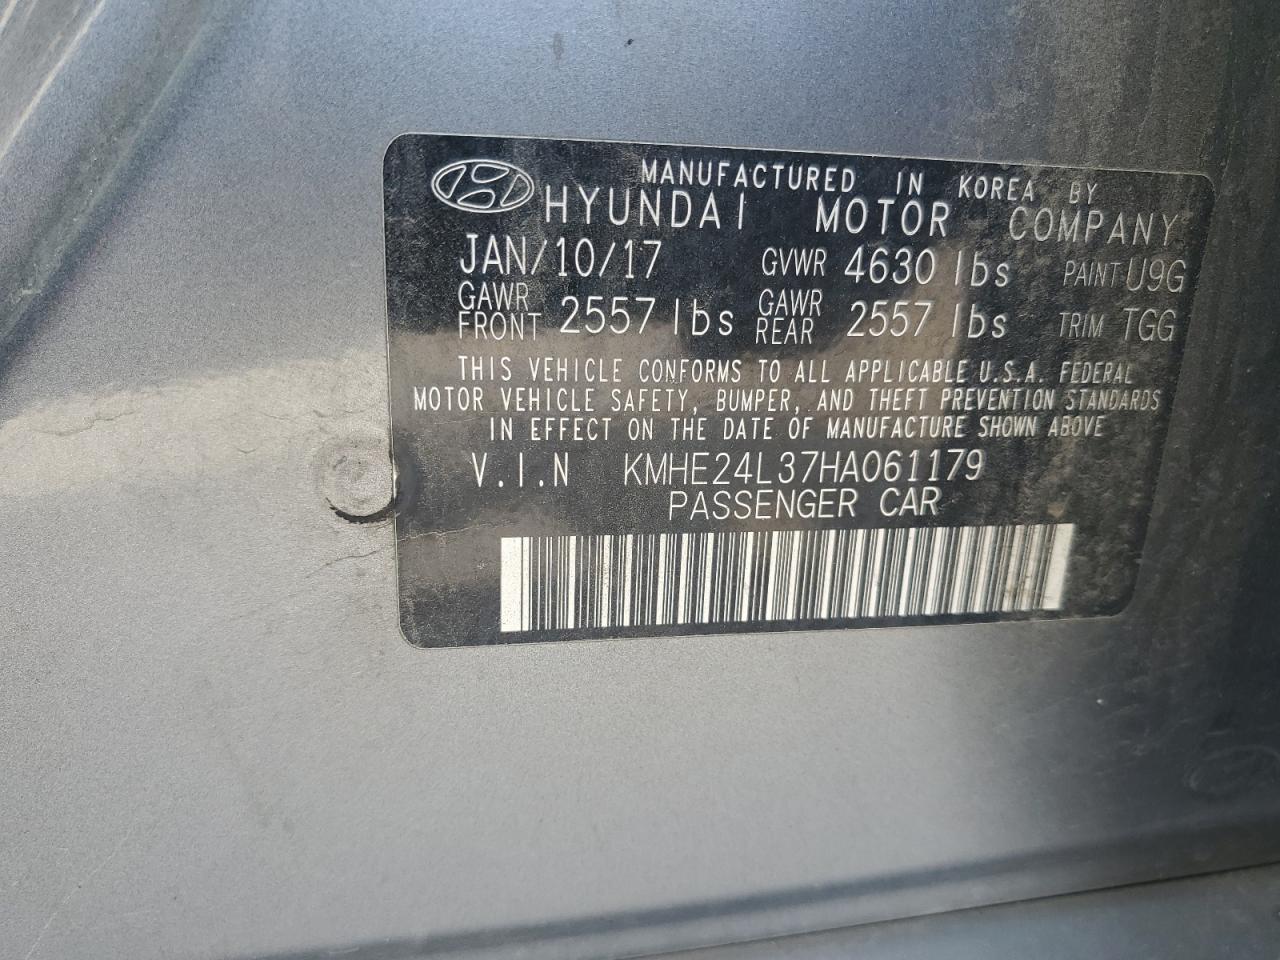 MANUFACTURED IN KOREA BY
HYUNDAI MOTOR COMPANY
JAN/10/17 GVWR 4630 lbs PAINT U9G
GAWR FRONT 2557 lbs GAWR REAR 2557 lbs TRIM TGG
THIS VEHICLE CONFORMS TO ALL APPLICABLE U.S.A. FEDERAL
MOTOR VEHICLE SAFETY, BUMPER, AND THEFT PREVENTION STANDARDS
IN EFFECT ON THE DATE OF MANUFACTURE SHOWN ABOVE
V.I.N KMHE24L37HA061179
PASSENGER CAR